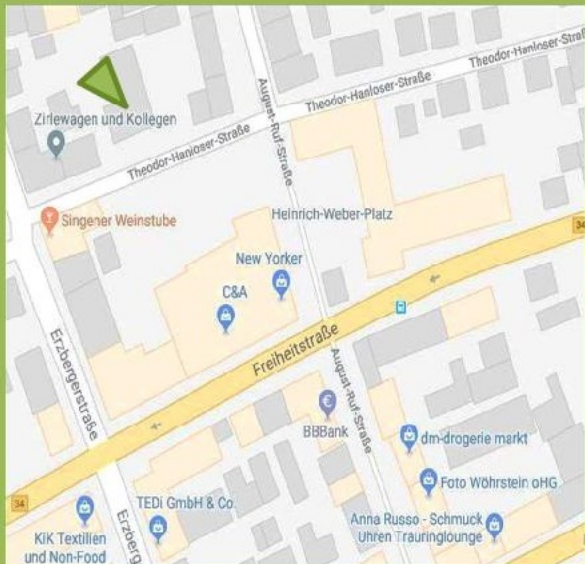 Theodor-Hanloser-Straße
August-Ruf-Straße
Theodor-Hanloser-Straße
Zirlewagen und Kollegen
Theodor-Hanloser-Straße
Singener Weinstube
Heinrich-Weber-Platz
34
New Yorker
C&A
Erzbergerstraße
Freiheitstraße
August-Ruf-Straße
€
BBBank
dm-drogerie markt
Foto Wöhrstein oHG
34
TEDi GmbH & Co.
Anna Russo - Schmuck
Uhren Trauringlounge
KiK Textilien
und Non-Food